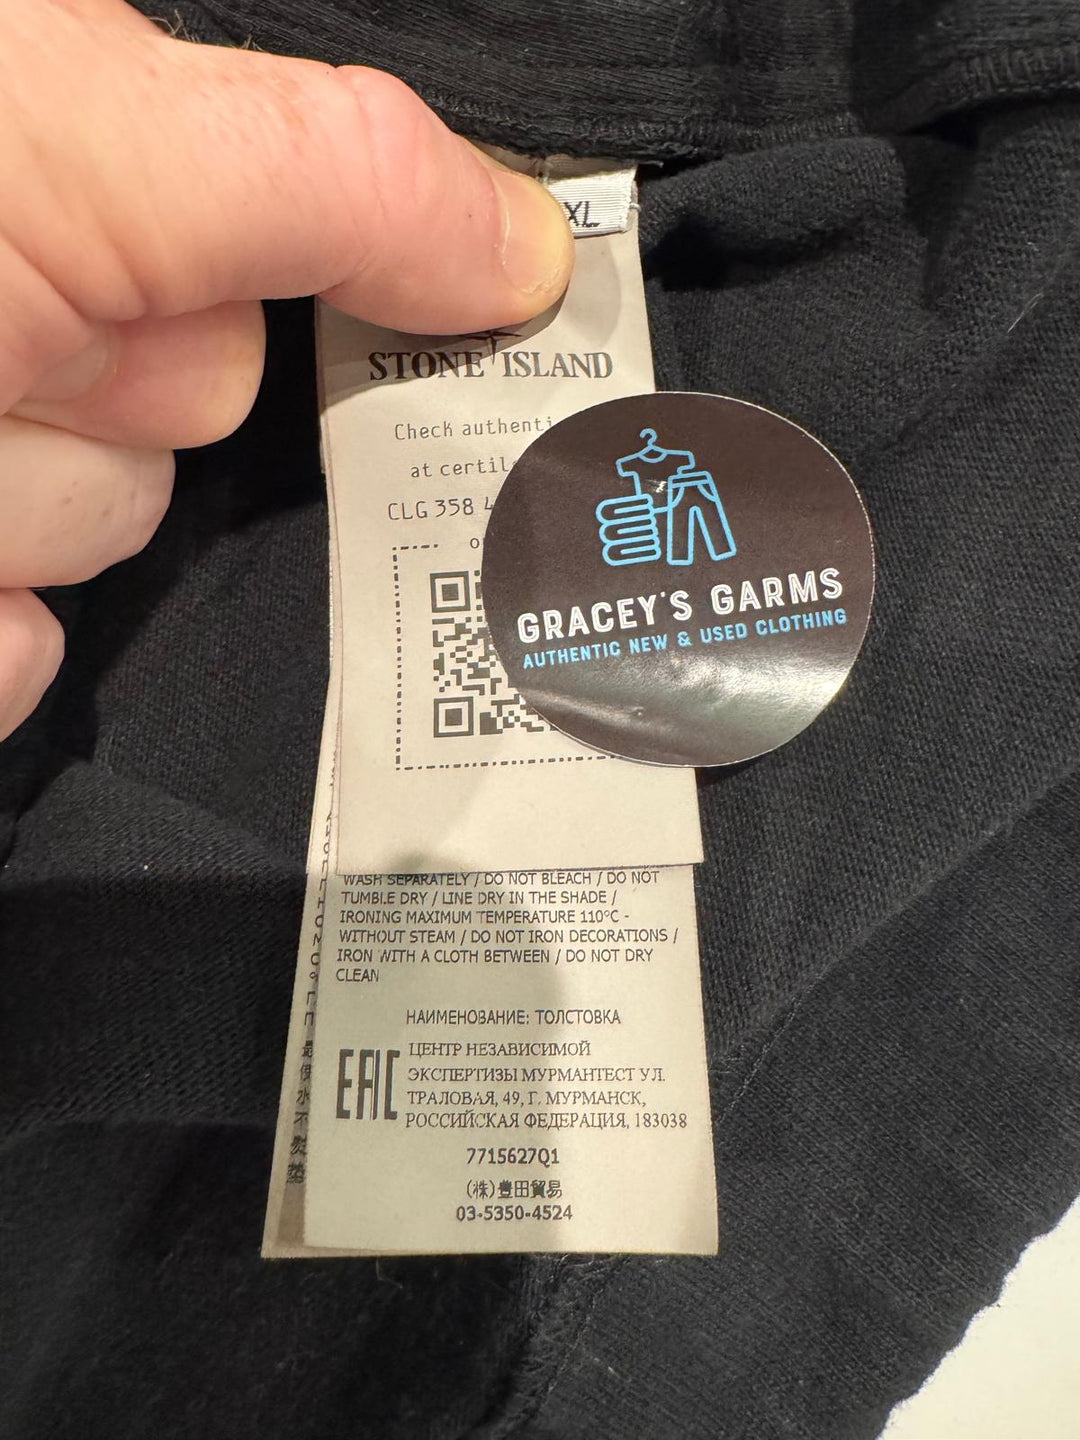 XL
STONE ISLAND
Check authenti
at certil
CLG 358 4
GRACEY'S GARMS
AUTHENTIC NEW & USED CLOTHING
WASH SEPARATELY / DO NOT BLEACH / DO NOT
TUMBLE DRY / LINE DRY IN THE SHADE /
IRONING MAXIMUM TEMPERATURE 110°C -
WITHOUT STEAM / DO NOT IRON DECORATIONS /
IRON WITH A CLOTH BETWEEN / DO NOT DRY
CLEAN
НАИМЕНОВАНИЕ: ТОЛСТОВКА
EAC
ЦЕНТР НЕЗАВИСИМОЙ
ЭКСПЕРТИЗЫ МУРМАНТЕСТ УЛ.
ТРАЛОВАЯ, 49, Г. МУРМАНСК,
РОССИЙСКАЯ ФЕДЕРАЦИЯ, 183038
7715627Q1
(株)豊田貿易
03-5350-4524